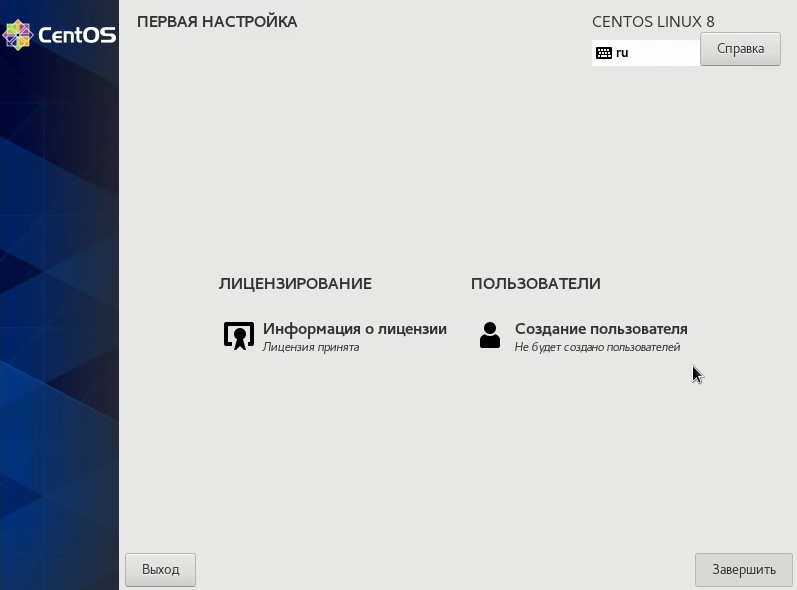 CentOS
ПЕРВАЯ НАСТРОЙКА
CENTOS LINUX 8
ru
Справка
ЛИЦЕНЗИРОВАНИЕ
ПОЛЬЗОВАТЕЛИ
Информация о лицензии
Лицензия принята
Создание пользователя
Не будет создано пользователей
Выход
Завершить